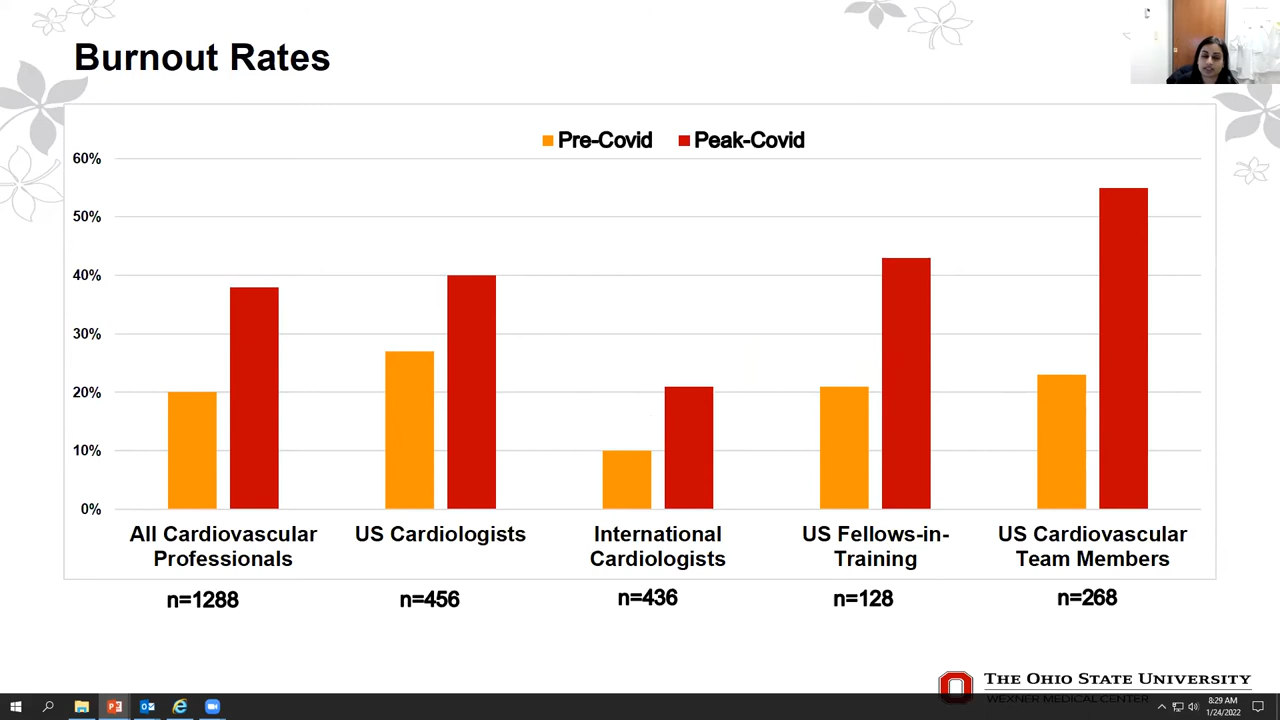 Burnout Rates
Pre-Covid Peak-Covid
60%
50%
40%
30%
20%
10%
0%
All Cardiovascular Professionals
US Cardiologists
International Cardiologists
US Fellows-in-Training
US Cardiovascular Team Members
n=1288 n=456 n=436 n=128 n=268
THE OHIO STATE UNIVERSITY
WEXNER MEDICAL CENTER
8:29 AM
1/24/2022